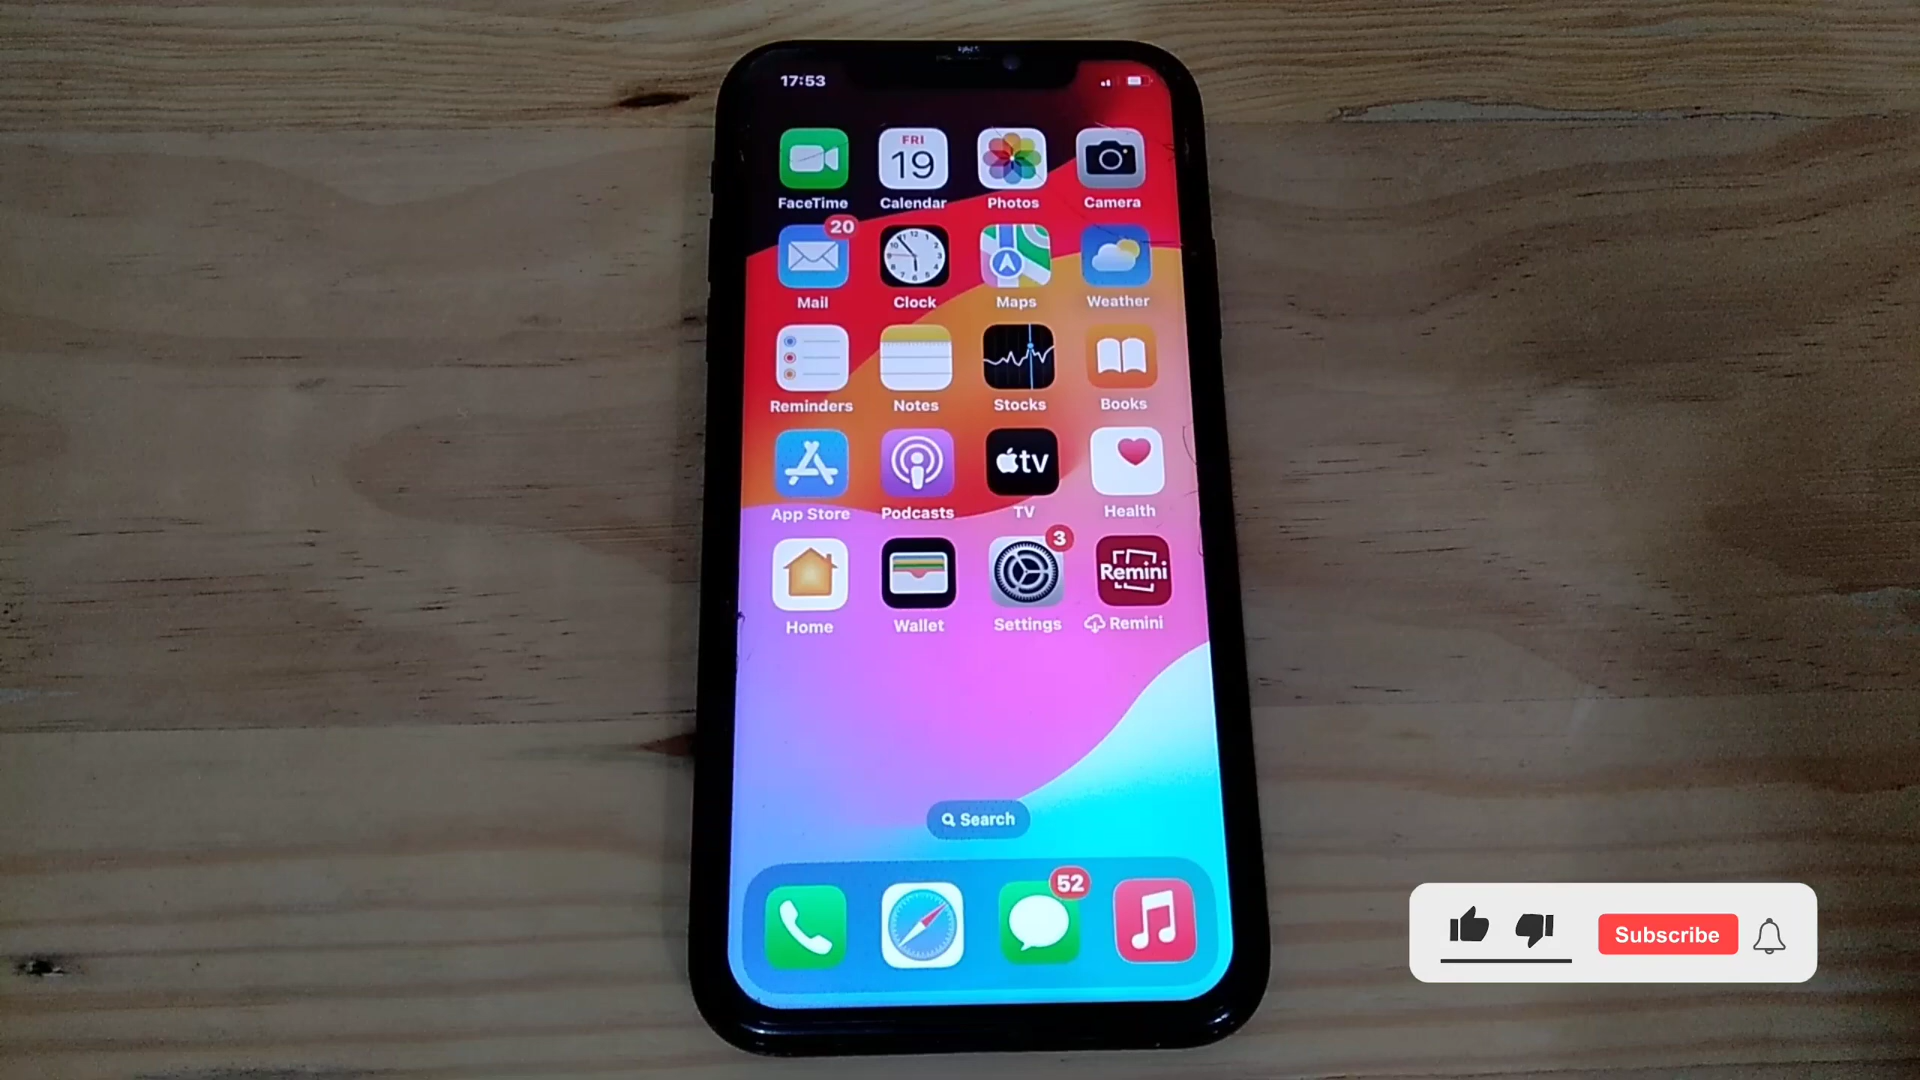 17:53
FRI
19
FaceTime Calendar Photos Camera
20
Mail Clock Maps Weather
Reminders Notes Stocks Books
tv
App Store Podcasts TV Health
3
Remini
Home Wallet Settings Remini
Search
52
Subscribe